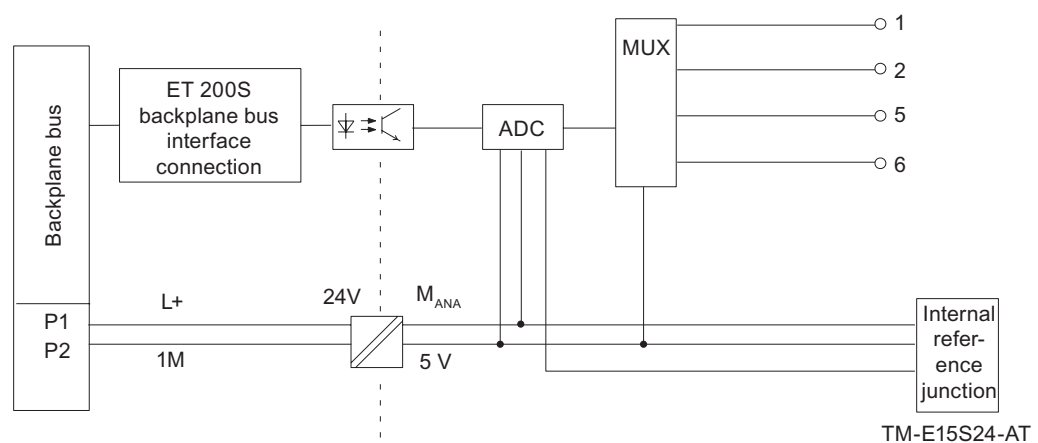 1
MUX
2
ET 200S
backplane bus
interface
connection
5
ADC
6
Backplane bus
L+
24V
MANA
P1
P2
1M
5 V
Internal
refer-
ence
junction
TM-E15S24-AT